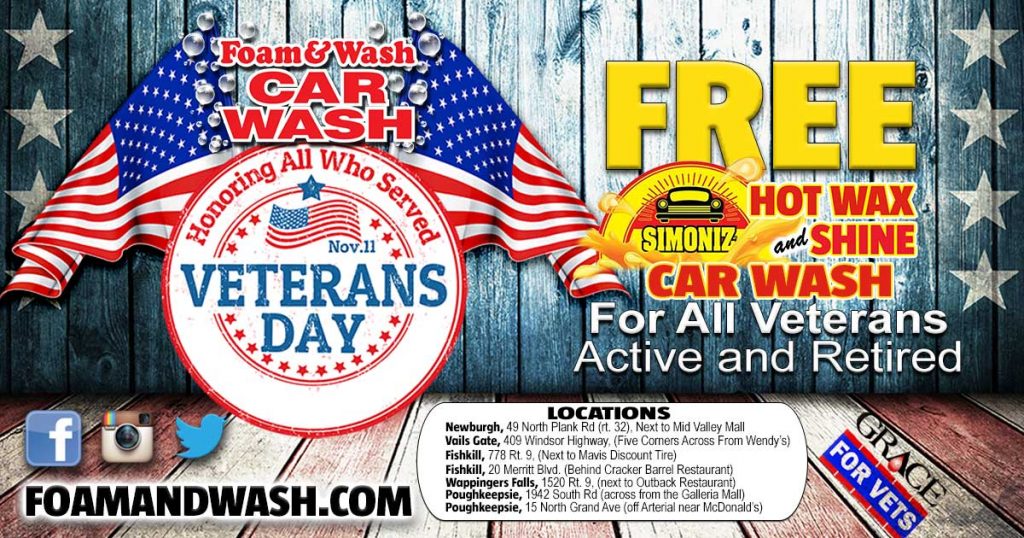 Foam & Wash
CAR
WASH
Honoring All Who Served
Nov.11
VETERANS
DAY
FREE
SIMONIZ
HOT WAX
and SHINE
CAR WASH
For All Veterans
Active and Retired
LOCATIONS
Newburgh, 49 North Plank Rd (rt. 32), Next to Mid Valley Mall
Vails Gate, 409 Windsor Highway, (Five Corners Across From Wendy's)
Fishkill, 778 Rt. 9, (Next to Mavis Discount Tire)
Fishkill, 20 Merritt Blvd. (Behind Cracker Barrel Restaurant)
Wappingers Falls, 1520 Rt. 9, (next to Outback Restaurant)
Poughkeepsie, 1942 South Rd (across from the Galleria Mall)
Poughkeepsie, 15 North Grand Ave (off Arterial near McDonald's)
GRACE
FOR VETS
FOAMANDWASH.COM